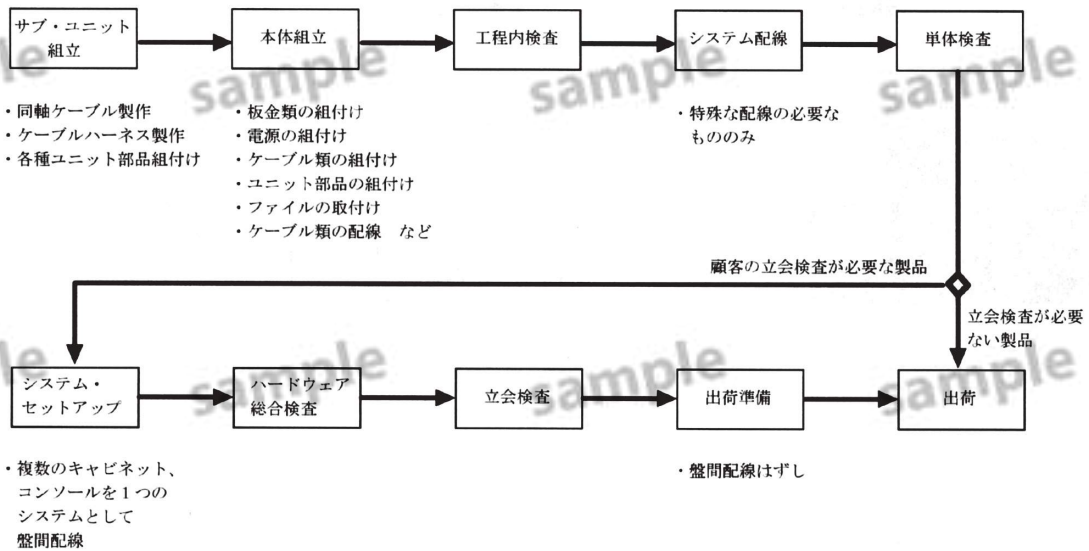 サブ・ユニット
組立
本体組立
工程内検査
システム配線
単体検査
・同軸ケーブル製作
・ケーブルハーネス製作
・各種ユニット部品組付け
・板金類の組付け
・電源の組付け
・ケーブル類の組付け
・ユニット部品の組付け
・ファイルの取付け
・ケーブル類の配線 など
・特殊な配線の必要な
もののみ
顧客の立会検査が必要な製品
立会検査が必要
ない製品
システム・
セットアップ
ハードウェア
総合検査
立会検査
出荷準備
出荷
・複数のキャビネット、
コンソールを1つの
システムとして
盤間配線
・盤間配線はずし
sample
sample
sample
sample
sample
sample